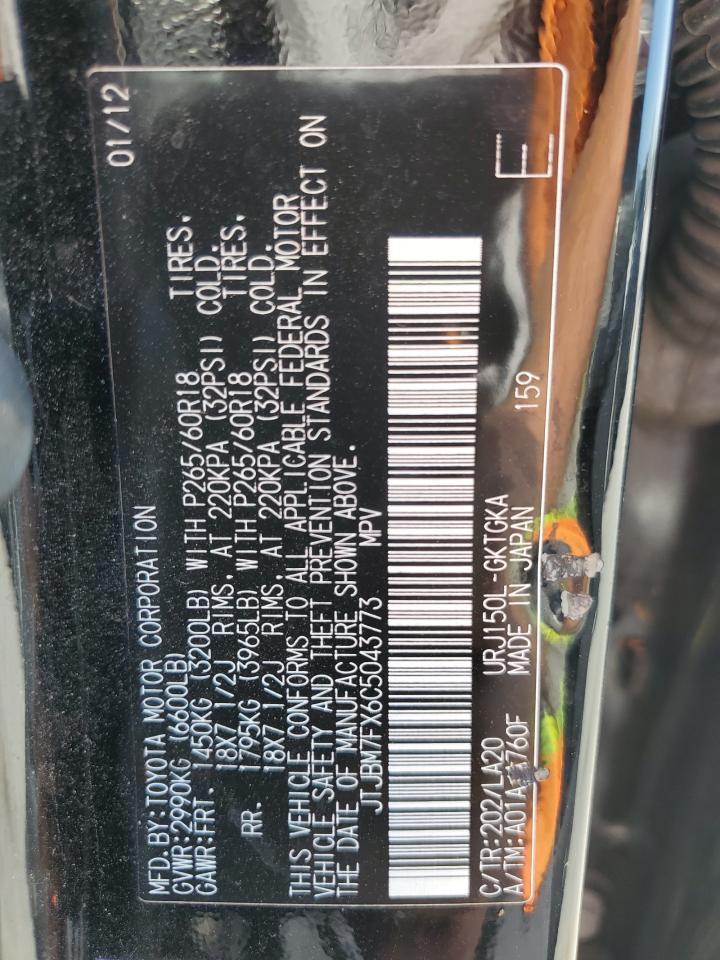 MFD. BY:TOYOTA MOTOR CORPORATION 01/12
GVWR:2990KG (6600LB)
GAWR:FRT. 1450KG (3200LB) WITH P265/60R18 TIRES,
18X7 1/2J RIMS, AT 220KPA (32PSI) COLD.
RR. 1795KG (3965LB) WITH P265/60R18 TIRES,
18X7 1/2J RIMS, AT 220KPA (32PSI) COLD.
THIS VEHICLE CONFORMS TO ALL APPLICABLE FEDERAL MOTOR
VEHICLE SAFETY AND THEFT PREVENTION STANDARDS IN EFFECT ON
THE DATE OF MANUFACTURE SHOWN ABOVE.
JTJBM7FX6C5043773 MPV
C/TR:202/LA20 URJ150L-GKTGKA
A/TM:A01A/A760F MADE IN JAPAN 159
E